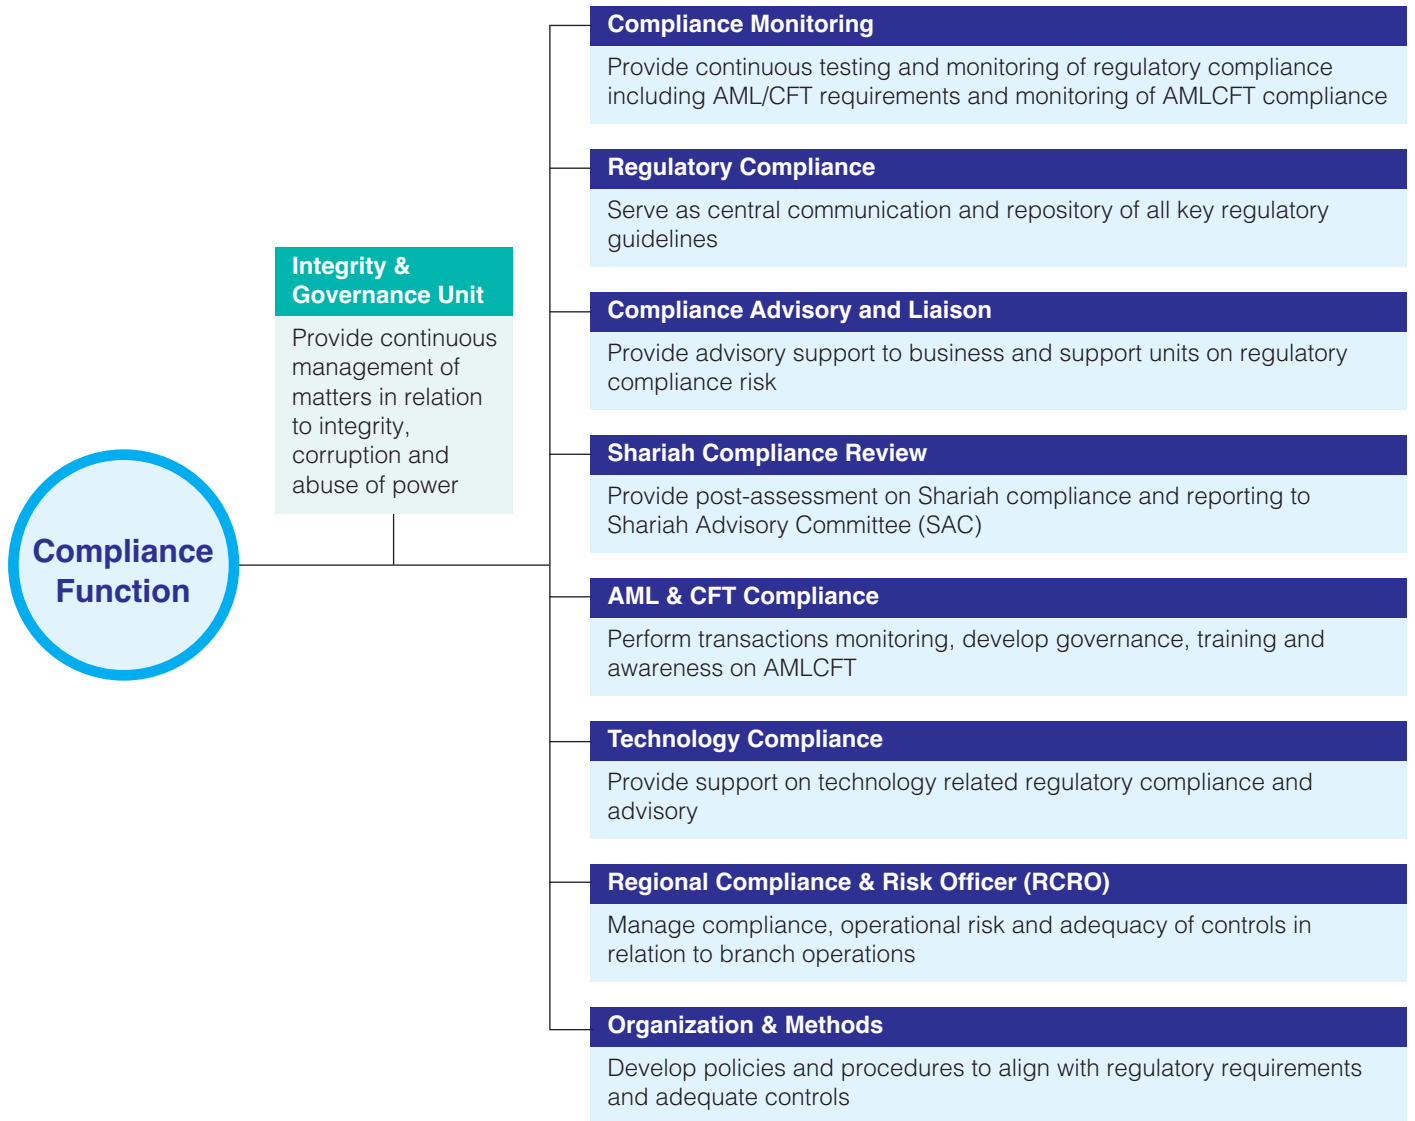 Compliance
Function
Integrity &
Governance Unit
Provide continuous
management of
matters in relation
to integrity,
corruption and
abuse of power
Compliance Monitoring
Provide continuous testing and monitoring of regulatory compliance
including AML/CFT requirements and monitoring of AMLCFT compliance
Regulatory Compliance
Serve as central communication and repository of all key regulatory
guidelines
Compliance Advisory and Liaison
Provide advisory support to business and support units on regulatory
compliance risk
Shariah Compliance Review
Provide post-assessment on Shariah compliance and reporting to
Shariah Advisory Committee (SAC)
AML & CFT Compliance
Perform transactions monitoring, develop governance, training and
awareness on AMLCFT
Technology Compliance
Provide support on technology related regulatory compliance and
advisory
Regional Compliance & Risk Officer (RCRO)
Manage compliance, operational risk and adequacy of controls in
relation to branch operations
Organization & Methods
Develop policies and procedures to align with regulatory requirements
and adequate controls